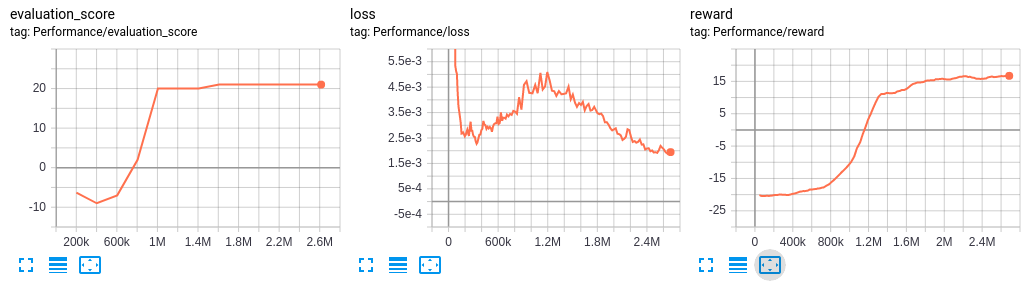 evaluation_score
tag: Performance/evaluation_score
20
10
0
-10
200k 600k 1M 1.4M 1.8M 2.2M 2.6M
loss
tag: Performance/loss
5.5e-3
4.5e-3
3.5e-3
2.5e-3
1.5e-3
5e-4
-5e-4
0 600k 1.2M 1.8M 2.4M
reward
tag: Performance/reward
15
5
-5
-15
-25
0 400k 800k 1.2M 1.6M 2M 2.4M